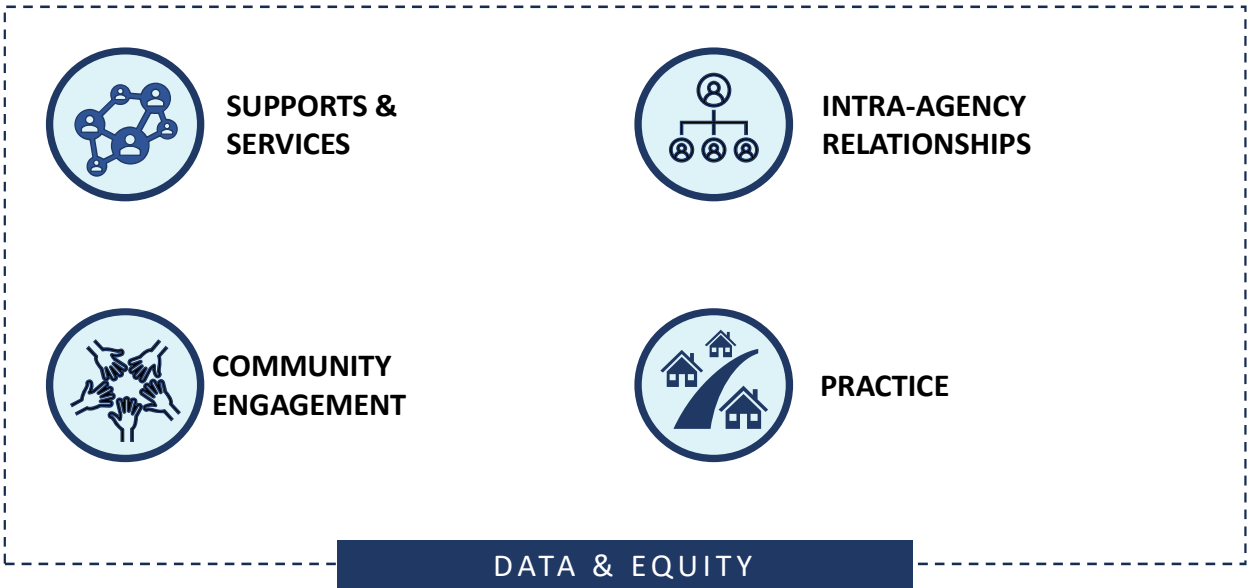 SUPPORTS &
SERVICES
INTRA-AGENCY
RELATIONSHIPS
COMMUNITY
ENGAGEMENT
PRACTICE
DATA & EQUITY